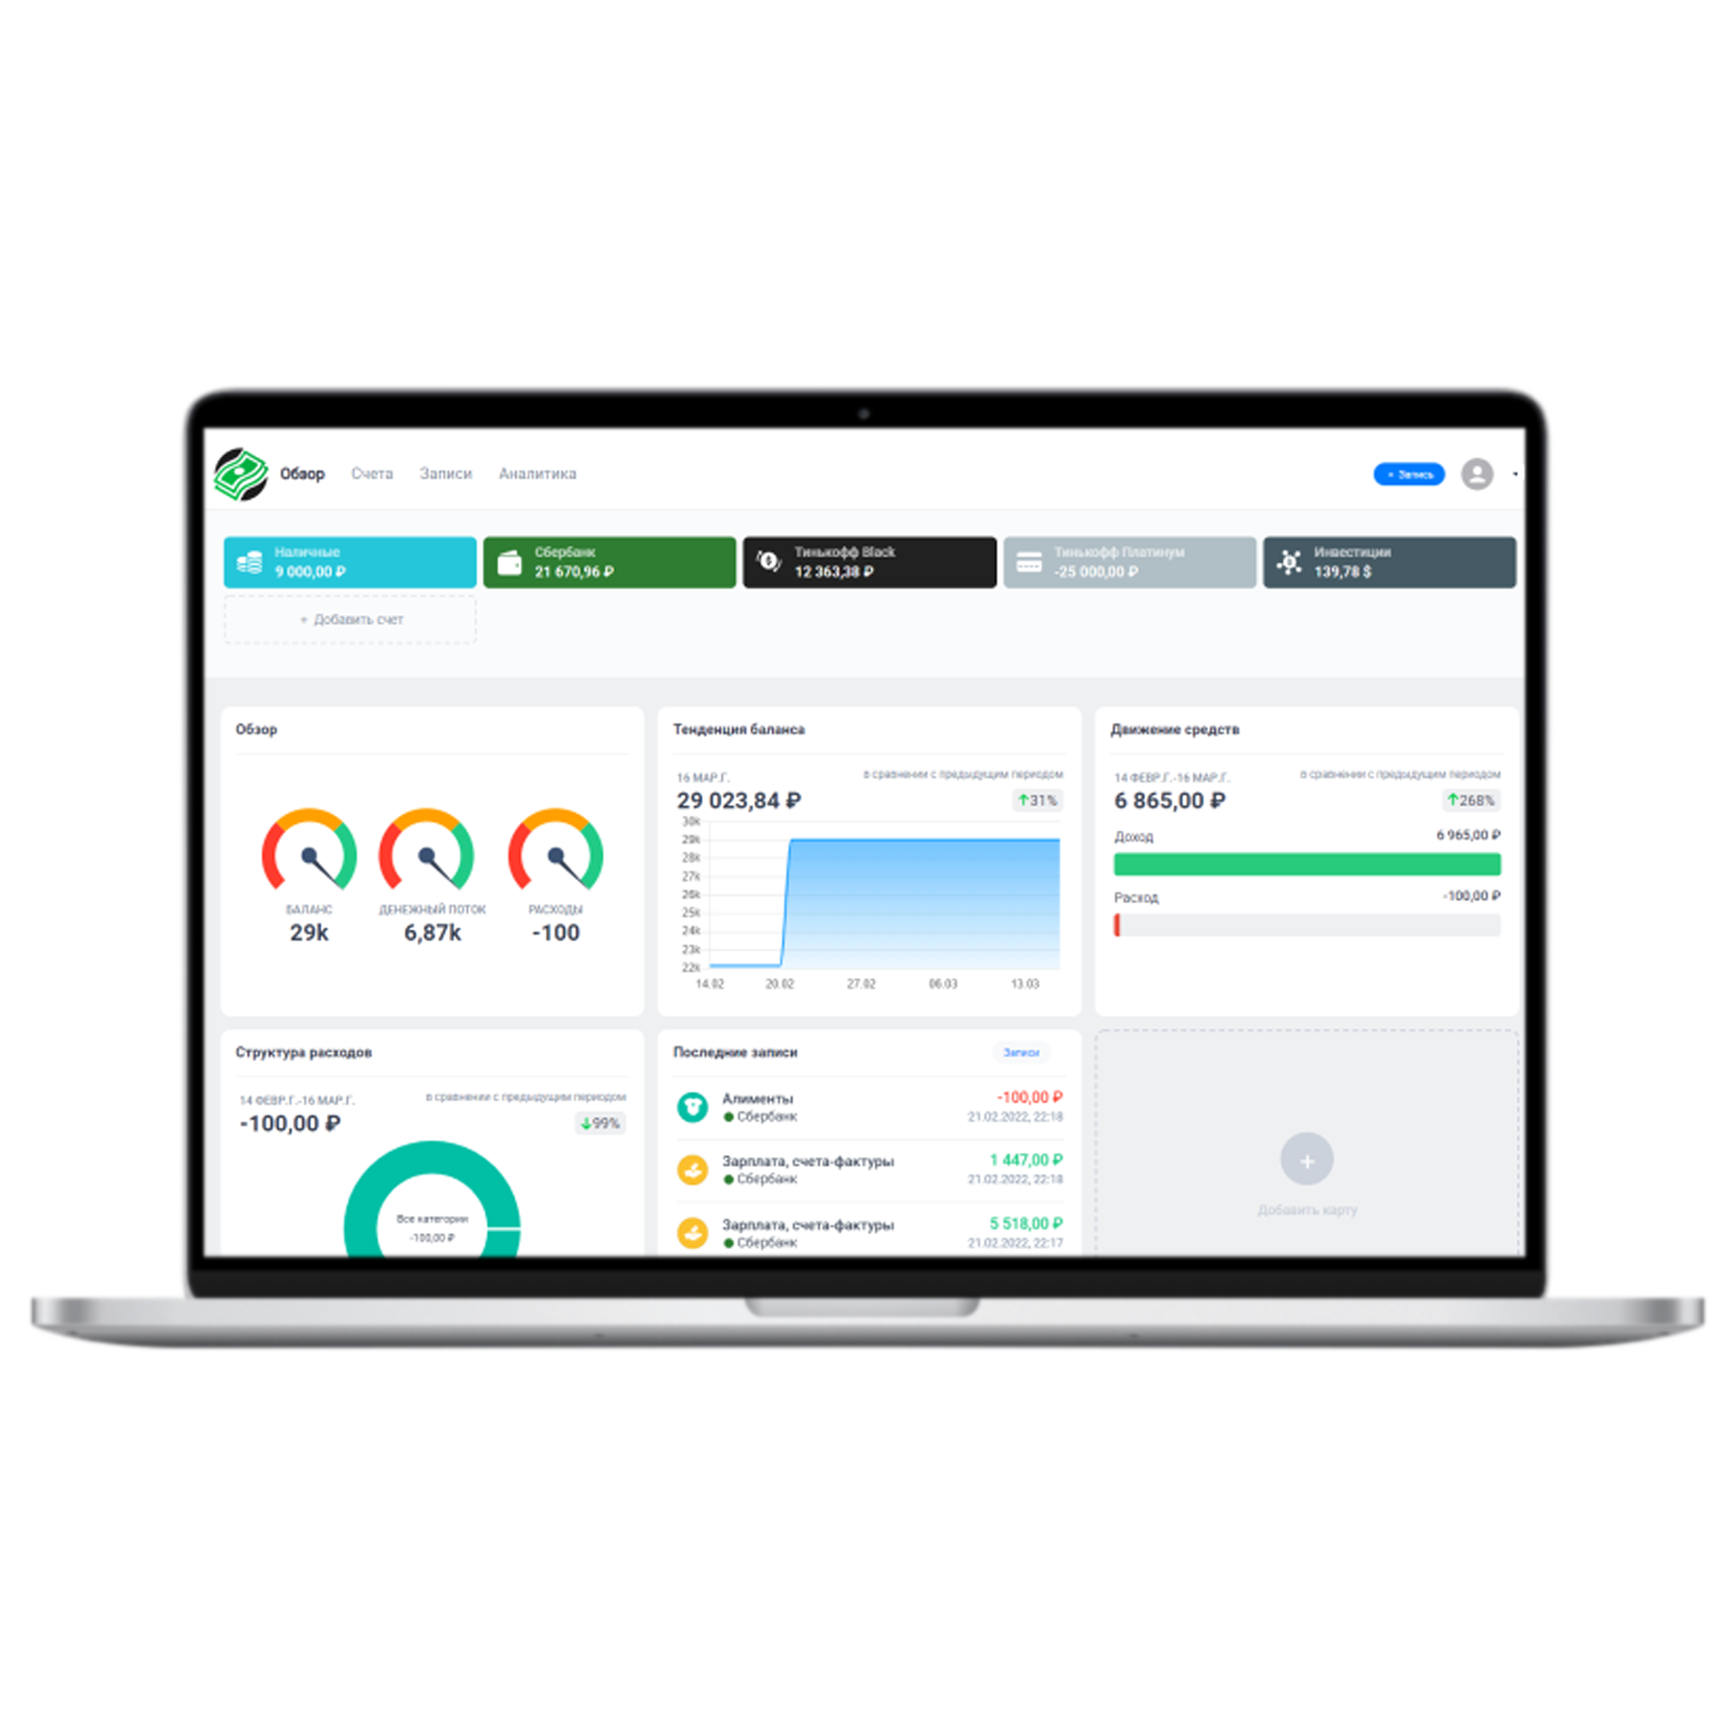 Обзор Счета Записи Аналитика + Запись
Наличные
9 000,00 ₽
Сбербанк
21 670,96 ₽
Тинькофф Black
12 363,38 ₽
Тинькофф Платинум
-25 000,00 ₽
Инвестиции
139,78 $
+ Добавить счет
Обзор
БАЛАНС
29k
ДЕНЕЖНЫЙ ПОТОК
6,87k
РАСХОДЫ
-100
Тенденция баланса
16 МАР.Г. в сравнении с предыдущим периодом
29 023,84 ₽ ↑31%
30k
29k
28k
27k
26k
25k
24k
23k
22k
14.02 20.02 27.02 06.03 13.03
Движение средств
14 ФЕВР.Г.-16 МАР.Г. в сравнении с предыдущим периодом
6 865,00 ₽ ↑268%
Доход 6 965,00 ₽
Расход -100,00 ₽
Структура расходов
14 ФЕВР.Г.-16 МАР.Г. в сравнении с предыдущим периодом
-100,00 ₽ ↓99%
Все категории
-100,00 ₽
Последние записи Записи
Алименты -100,00 ₽
Сбербанк 21.02.2022, 22:18
Зарплата, счета-фактуры 1 447,00 ₽
Сбербанк 21.02.2022, 22:18
Зарплата, счета-фактуры 5 518,00 ₽
Сбербанк 21.02.2022, 22:17
+
Добавить карту